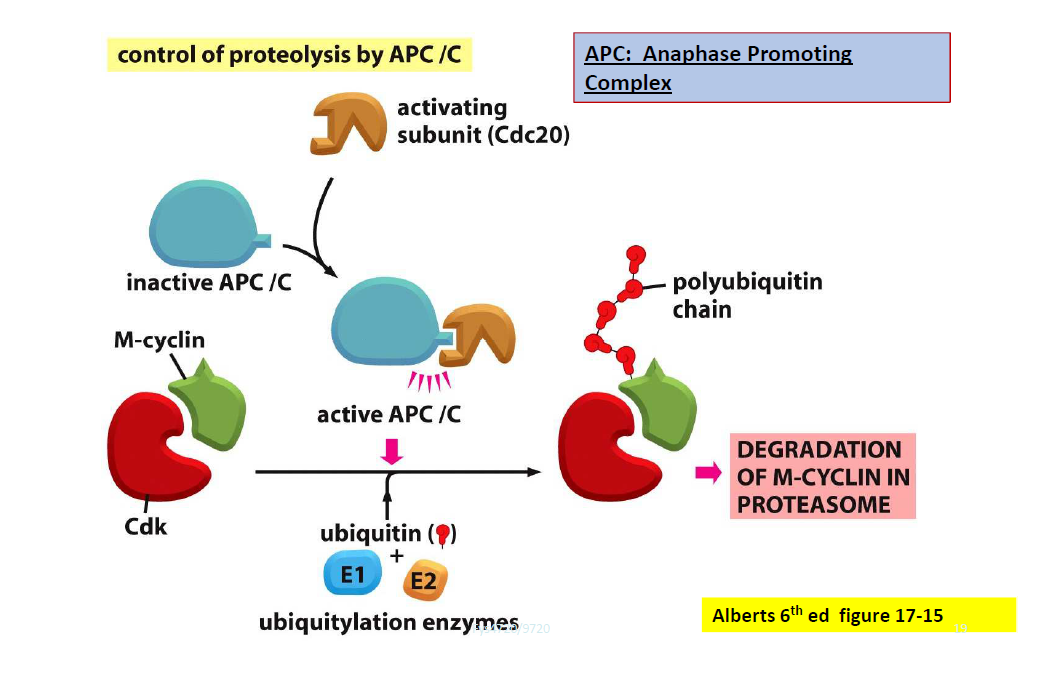 control of proteolysis by APC /C
APC: Anaphase Promoting
Complex
activating
subunit (Cdc20)
inactive APC /C
polyubiquitin
chain
M-cyclin
active APC /C
DEGRADATION
OF M-CYCLIN IN
PROTEASOME
Cdk
ubiquitin ( )
+
E1
E2
ubiquitylation enzymes
Alberts 6th ed figure 17-15
19